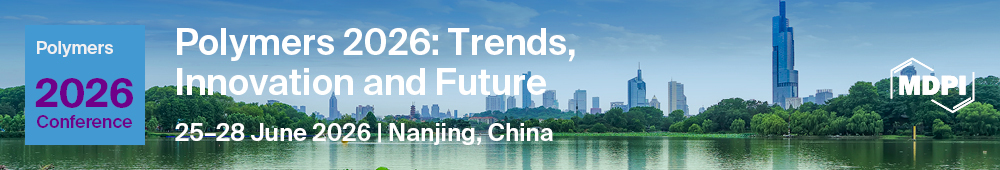 Polymers
2026
Conference
Polymers 2026: Trends,
Innovation and Future
25–28 June 2026 | Nanjing, China
MDPI